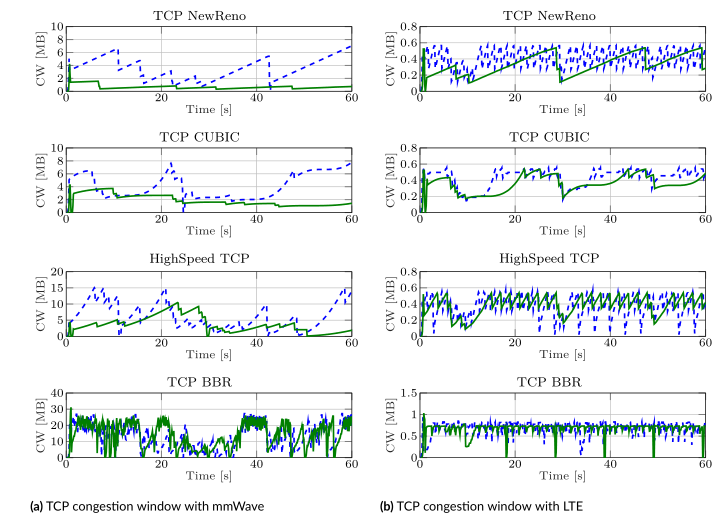 TCP NewReno
CW [MB]
10
8
6
4
2
0
0 20 40 60
Time [s]
TCP CUBIC
CW [MB]
10
8
6
4
2
0
0 20 40 60
Time [s]
HighSpeed TCP
CW [MB]
20
15
10
5
0
0 20 40 60
Time [s]
TCP BBR
CW [MB]
40
30
20
10
0
0 20 40 60
Time [s]
(a) TCP congestion window with mmWave
TCP NewReno
CW [MB]
0.8
0.6
0.4
0.2
0
0 20 40 60
Time [s]
TCP CUBIC
CW [MB]
0.8
0.6
0.4
0.2
0
0 20 40 60
Time [s]
HighSpeed TCP
CW [MB]
0.8
0.6
0.4
0.2
0
0 20 40 60
Time [s]
TCP BBR
CW [MB]
1.5
1
0.5
0
0 20 40 60
Time [s]
(b) TCP congestion window with LTE